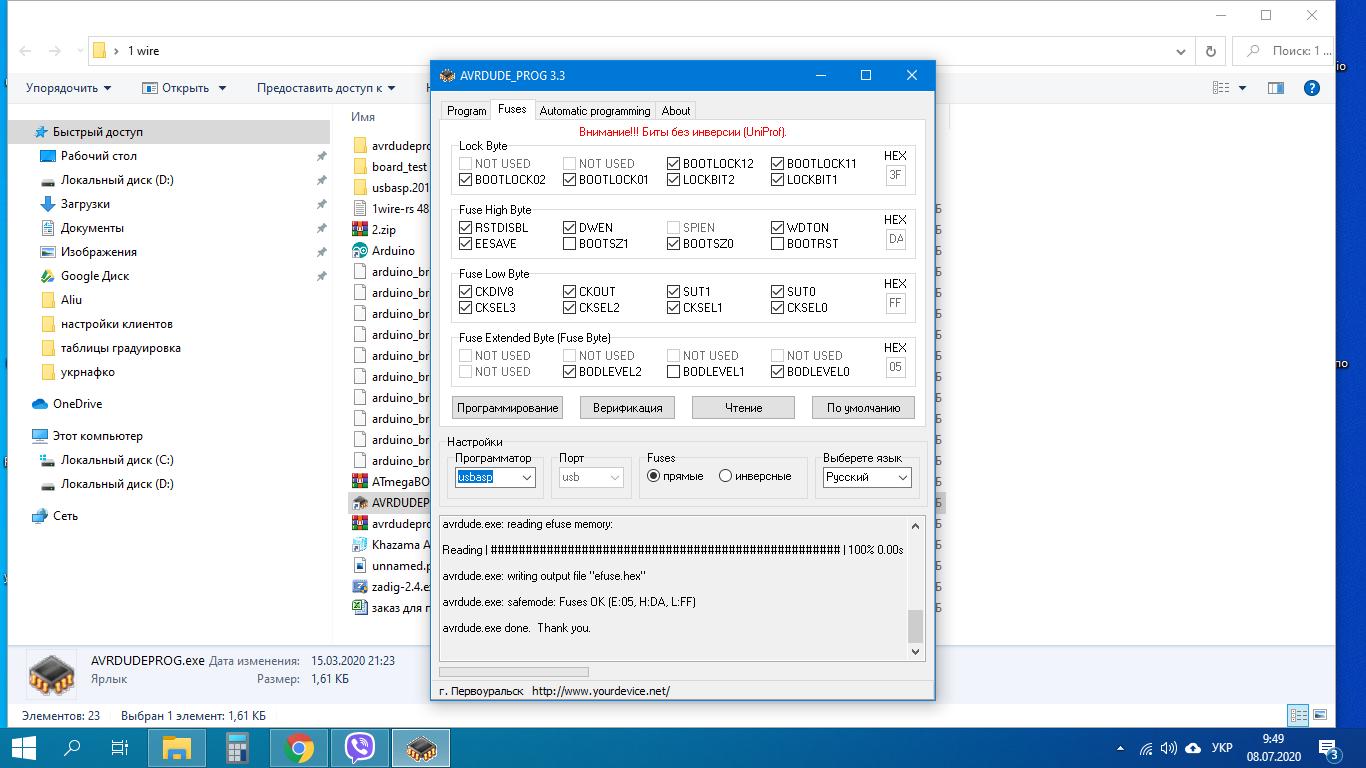 1 wire
Поиск: 1 ...
io
Упорядочить
Открыть
Предоставить доступ к
Быстрый доступ
Рабочий стол
Локальный диск (D:)
Загрузки
Документы
Изображения
Google Диск
Aliu
настройки клиентов
таблицы градуировка
укрнафко
OneDrive
Этот компьютер
Локальный диск (C:)
Локальный диск (D:)
Сеть
Имя
avrdudepro
board_test
usbasp.201
1wire-rs 48
2.zip
Arduino
arduino_br
arduino_br
arduino_br
arduino_br
arduino_br
arduino_br
arduino_br
arduino_br
arduino_br
arduino_br
ATmegaBO
AVRDUDEP
avrdudepro
Khazama A
unnamed.p
zadig-2.4.e
заказ для п
AVRDUDE_PROG 3.3
Program
Fuses
Automatic programming
About
Внимание!!! Биты без инверсии (UniProf).
Lock Byte
HEX
NOT USED NOT USED BOOTLOCK12 BOOTLOCK11
3F
BOOTLOCK02 BOOTLOCK01 LOCKBIT2 LOCKBIT1
Fuse High Byte
HEX
RSTDISBL DWEN SPIEN WDTON
DA
EESAVE BOOTSZ1 BOOTSZ0 BOOTRST
Fuse Low Byte
HEX
CKDIV8 CKOUT SUT1 SUT0
FF
CKSEL3 CKSEL2 CKSEL1 CKSEL0
Fuse Extended Byte (Fuse Byte)
HEX
NOT USED NOT USED NOT USED NOT USED
05
NOT USED BODLEVEL2 BODLEVEL1 BODLEVEL0
Программирование Верификация Чтение По умолчанию
Настройки
Программатор
usbasp
Порт
usb
Fuses
прямые инверсные
Выберете язык
Русский
avrdude.exe: reading efuse memory:
Reading | ################################################## | 100% 0.00s
avrdude.exe: writing output file "efuse.hex"
avrdude.exe: safemode: Fuses OK (E:05, H:DA, L:FF)
avrdude.exe done. Thank you.
г. Первоуральск http://www.yourdevice.net/
AVRDUDEPROG.exe Дата изменения: 15.03.2020 21:23
Ярлык Размер: 1,61 КБ
Элементов: 23 Выбран 1 элемент: 1,61 КБ
УКР
9:49
08.07.2020
3